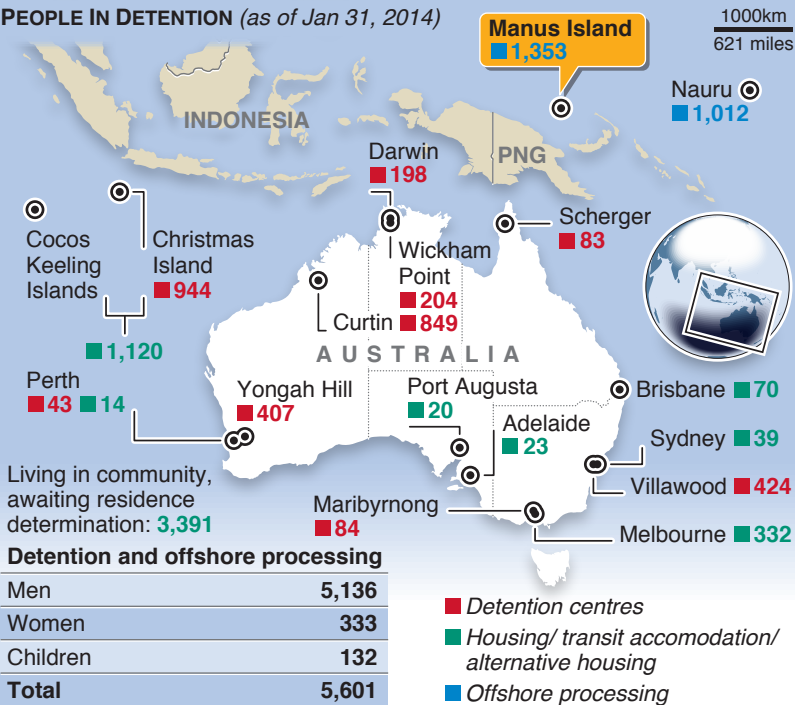 PEOPLE IN DETENTION (as of Jan 31, 2014)
1000km
621 miles
Manus Island
1,353
Nauru
1,012
INDONESIA
PNG
Darwin
198
Scherger
83
Cocos
Keeling
Islands
Christmas
Island
944
1,120
Wickham
Point
204
Curtin 849
AUSTRALIA
Perth
43 14
Yongah Hill
407
Port Augusta
20
Adelaide
23
Brisbane 70
Sydney 39
Villawood 424
Melbourne 332
Maribyrnong
84
Living in community,
awaiting residence
determination: 3,391
Detention and offshore processing
Men 5,136
Women 333
Children 132
Total 5,601
Detention centres
Housing/ transit accomodation/
alternative housing
Offshore processing